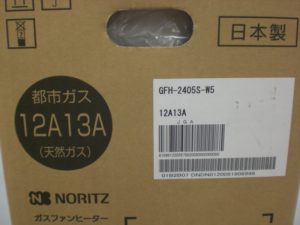 日本製
都市ガス
12A13A
(天然ガス)
GFH-2405S-W5
12A13A
JGA
NORITZ
ガスファンヒーター